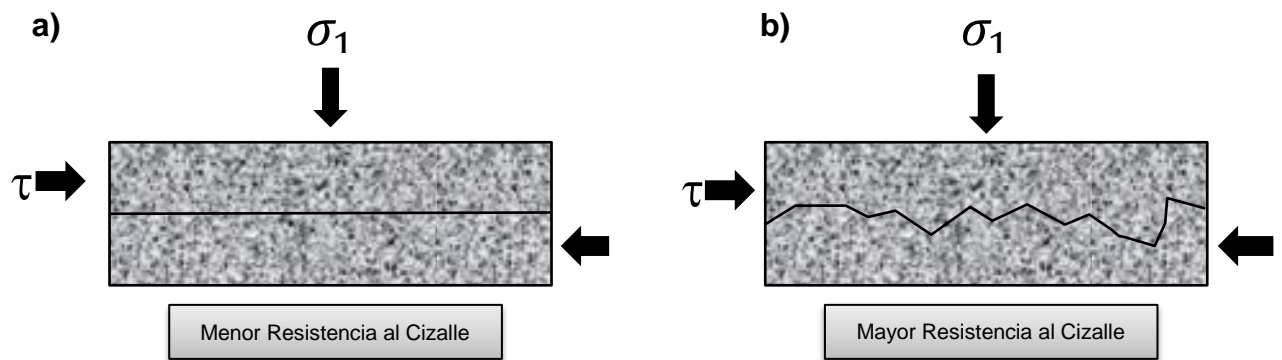 a)
σ₁
τ
Menor Resistencia al Cizalle
b)
σ₁
τ
Mayor Resistencia al Cizalle